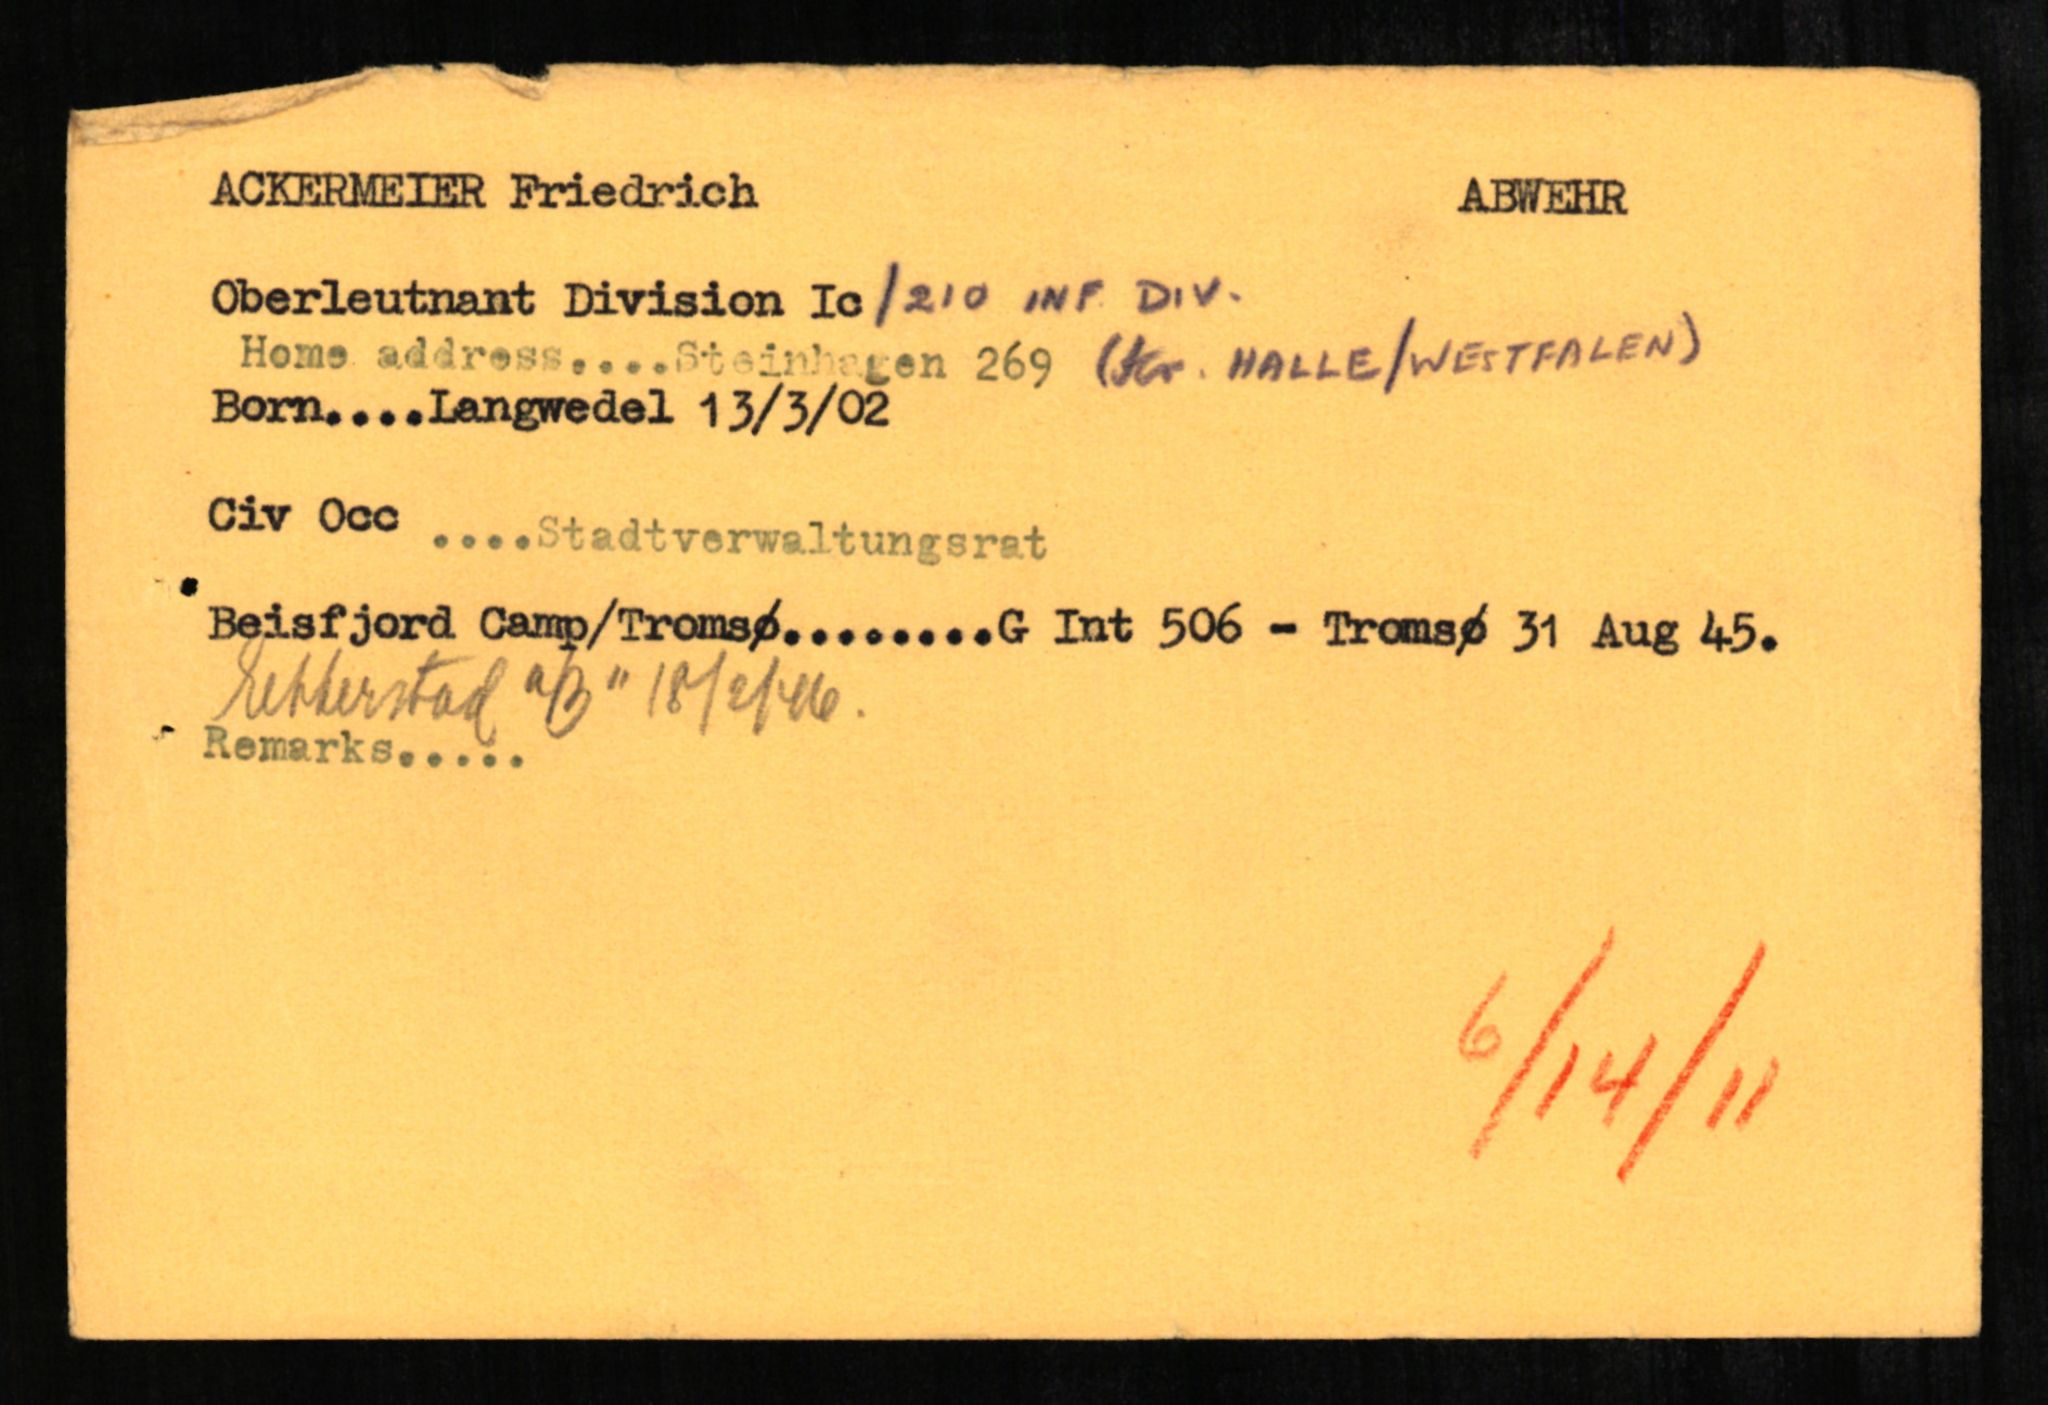 ACKERMEIER Friedrich ABWEHR
Oberleutnant Division Ic/210 INF. DIV.
Home address....Steinhagen 269 (Kr. HALLE/WESTFALEN)
Born....Langwedel 13/3/02
Civ Occ ....Stadtverwaltungsrat
Beisfjord Camp/Tromsø........G Int 506 - Tromsø 31 Aug 45.
"B" 18/2/46.
Remarks.....
6/14/11